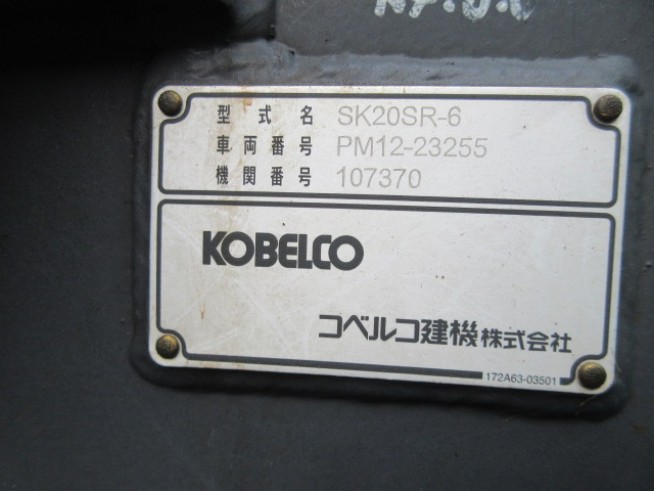 型式名 SK20SR-6
車両番号 PM12-23255
機関番号 107370
KOBELCO
コベルコ建機株式会社
172A63-03501